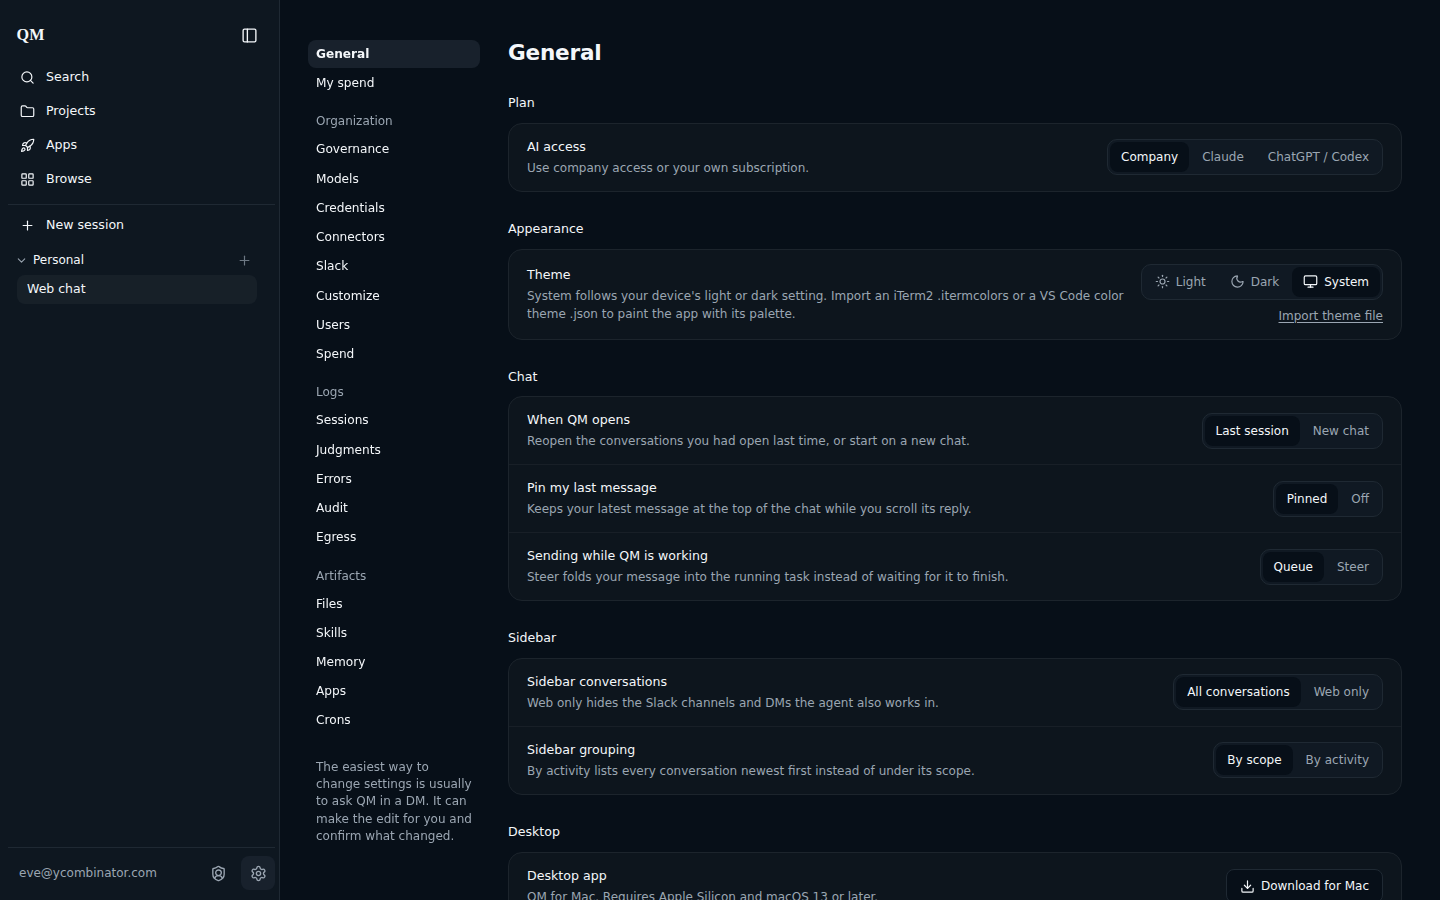 QM
Search
Projects
Apps
Browse
New session
Personal
Web chat
eve@ycombinator.com
General
My spend
Organization
Governance
Models
Credentials
Connectors
Slack
Customize
Users
Spend
Logs
Sessions
Judgments
Errors
Audit
Egress
Artifacts
Files
Skills
Memory
Apps
Crons
The easiest way to
change settings is usually
to ask QM in a DM. It can
make the edit for you and
confirm what changed.
General
Plan
AI access
Use company access or your own subscription.
Company Claude ChatGPT / Codex
Appearance
Theme
System follows your device's light or dark setting. Import an iTerm2 .itermcolors or a VS Code color
theme .json to paint the app with its palette.
Light Dark System
Import theme file
Chat
When QM opens
Reopen the conversations you had open last time, or start on a new chat.
Last session New chat
Pin my last message
Keeps your latest message at the top of the chat while you scroll its reply.
Pinned Off
Sending while QM is working
Steer folds your message into the running task instead of waiting for it to finish.
Queue Steer
Sidebar
Sidebar conversations
Web only hides the Slack channels and DMs the agent also works in.
All conversations Web only
Sidebar grouping
By activity lists every conversation newest first instead of under its scope.
By scope By activity
Desktop
Desktop app
QM for Mac. Requires Apple Silicon and macOS 13 or later.
Download for Mac